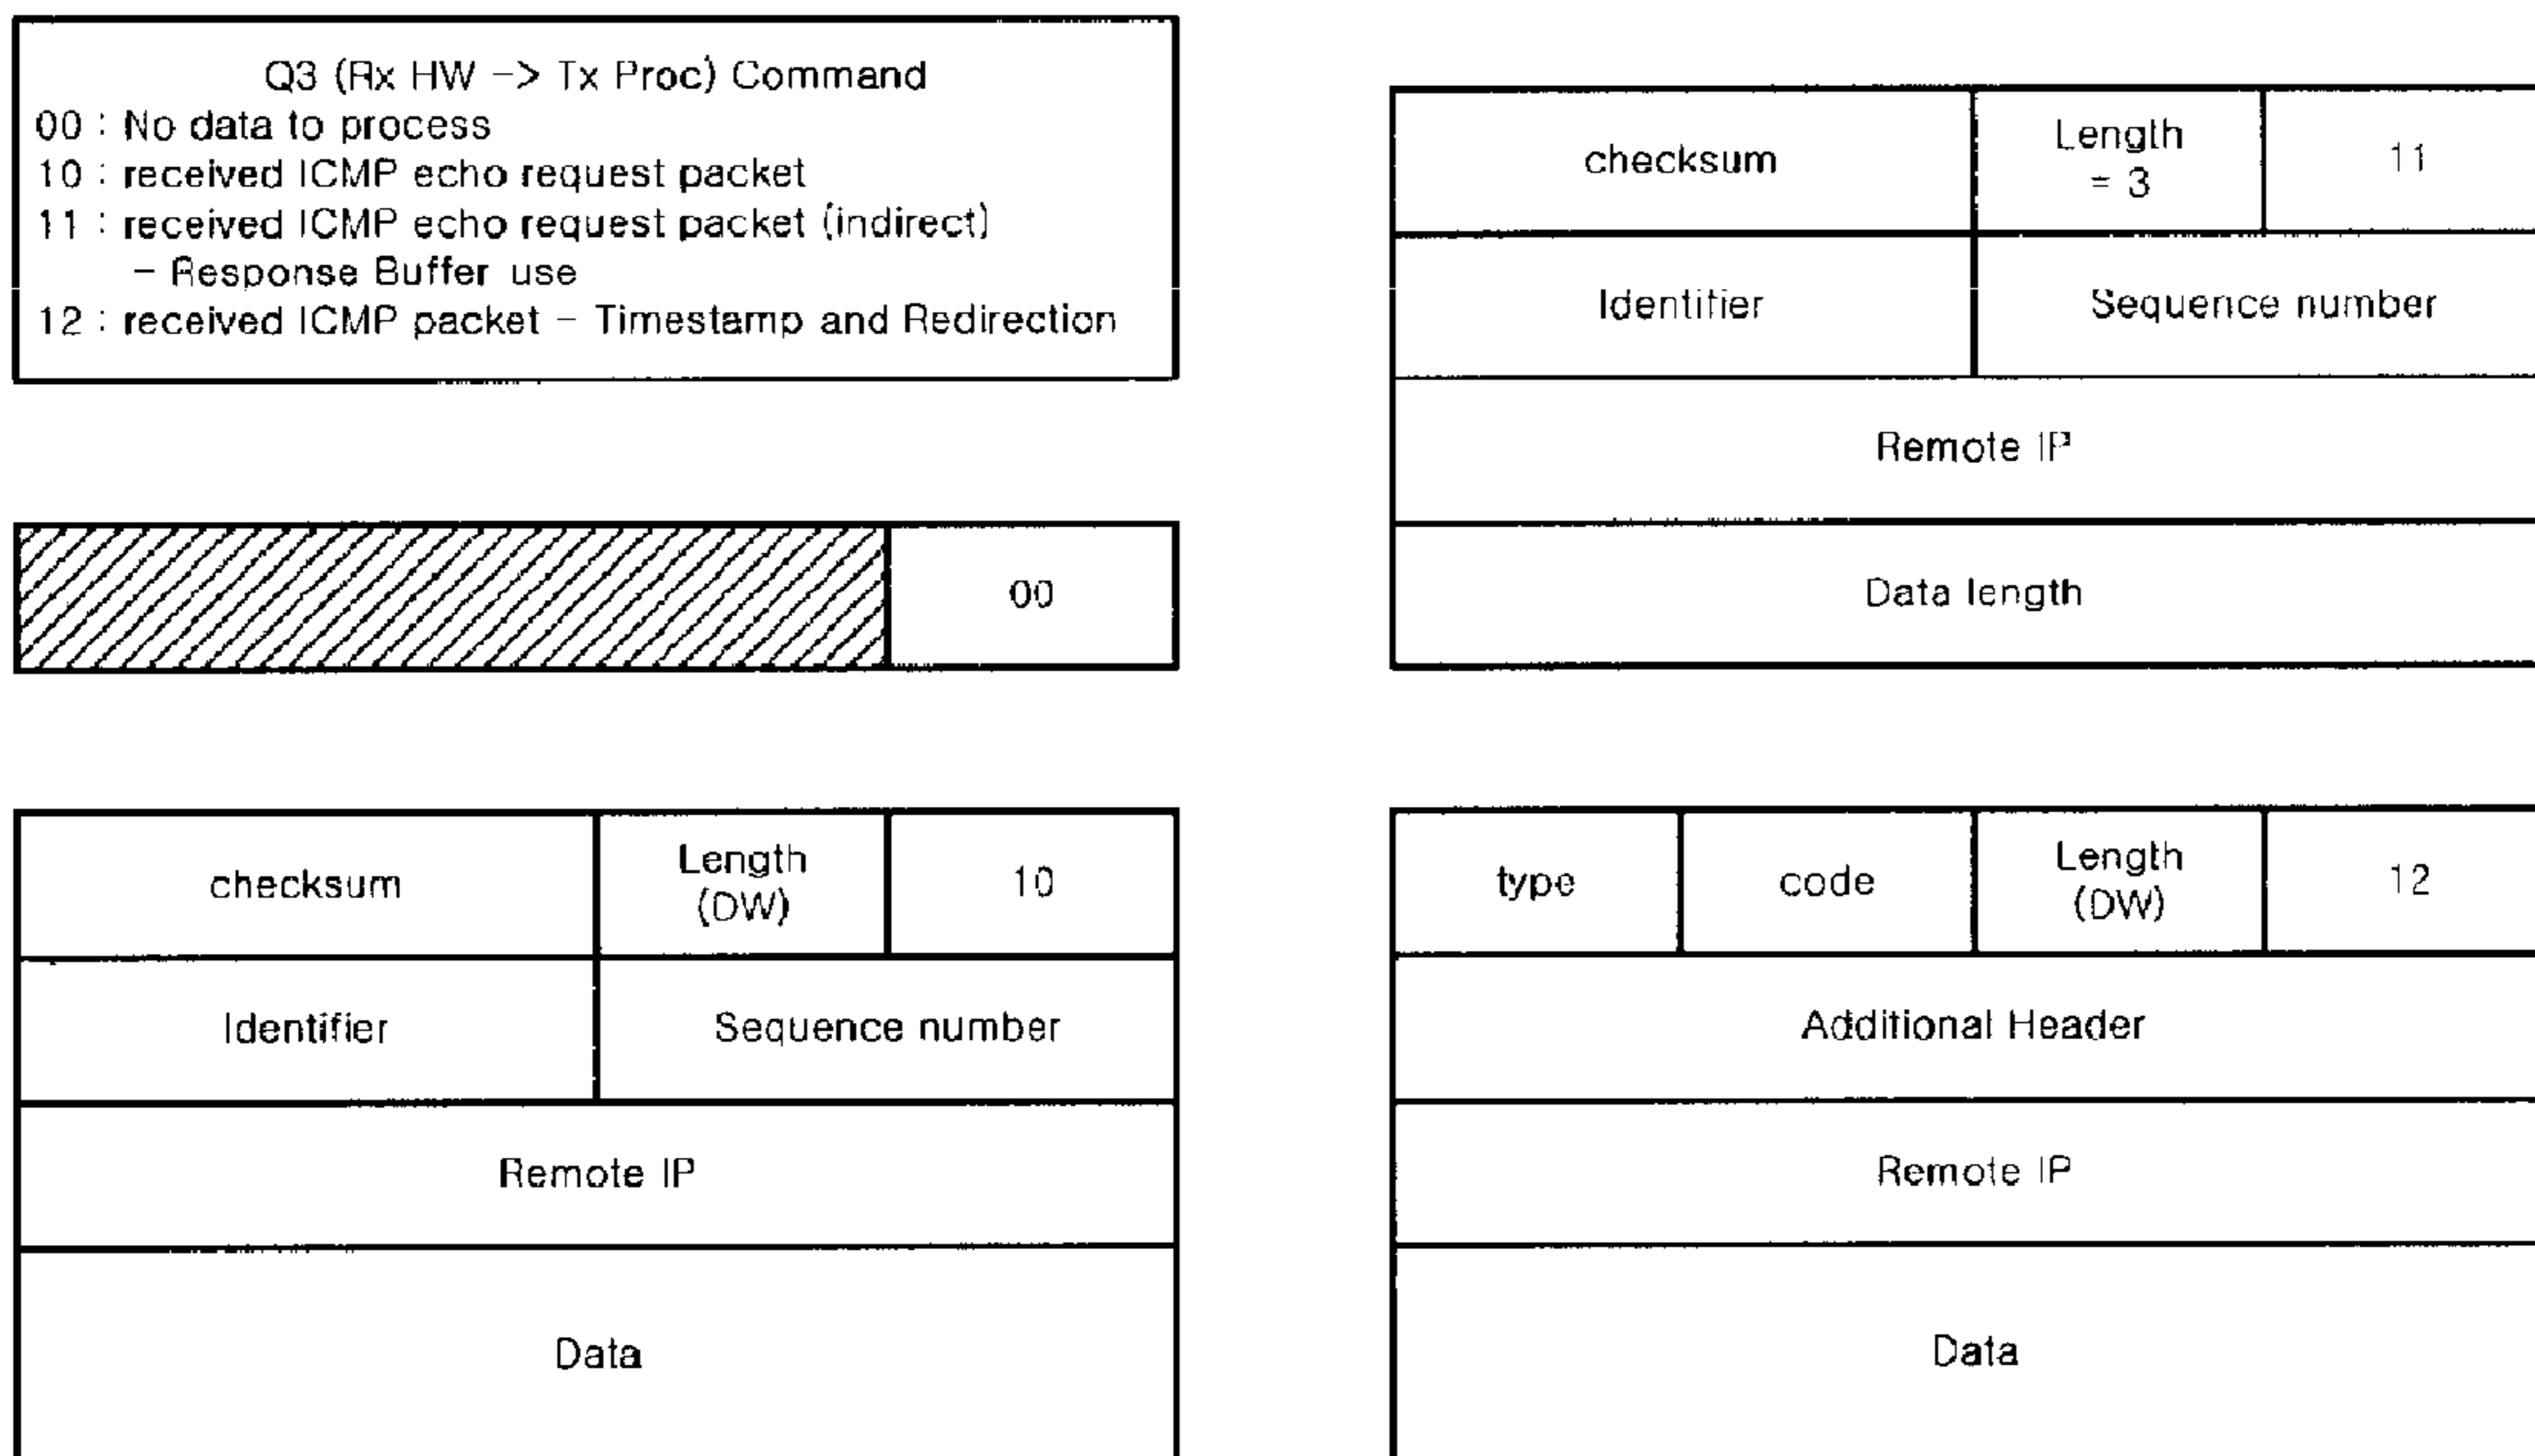 Q3 (Rx HW -> Tx Proc) Command
00 : No data to process
10 : received ICMP echo request packet
11 : received ICMP echo request packet (indirect)
- Response Buffer use
12 : received ICMP packet - Timestamp and Redirection
checksum
Length
= 3
11
Identifier
Sequence number
Remote IP
Data length
00
checksum
Length
(DW)
10
Identifier
Sequence number
Remote IP
Data
type
code
Length
(DW)
12
Additional Header
Remote IP
Data